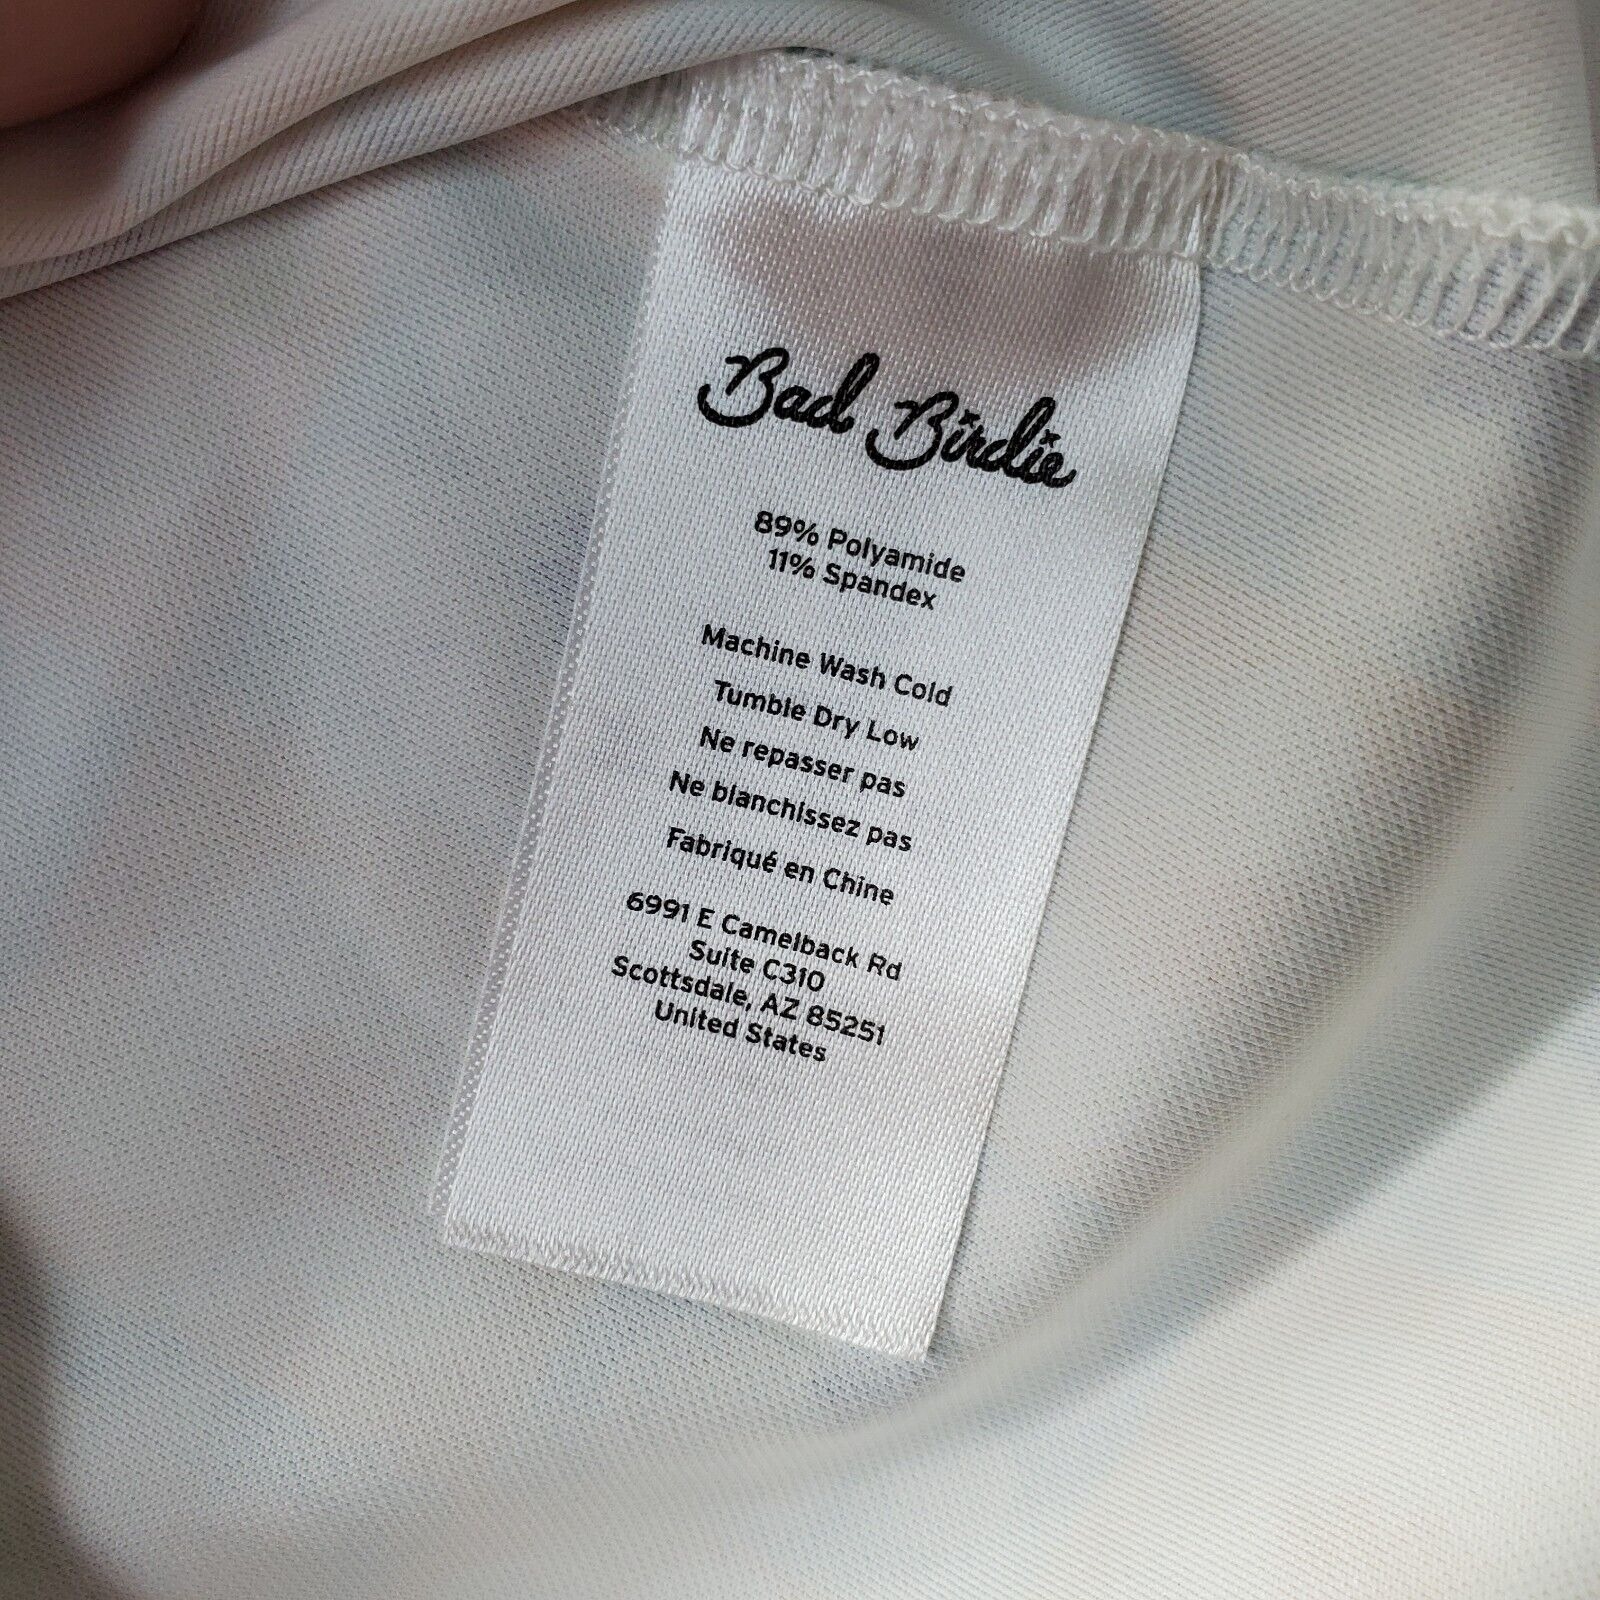 Bad Birdie
89% Polyamide
11% Spandex
Machine Wash Cold
Tumble Dry Low
Ne repasser pas
Ne blanchissez pas
Fabriqué en Chine
6991 E Camelback Rd
Suite C310
Scottsdale, AZ 85251
United States